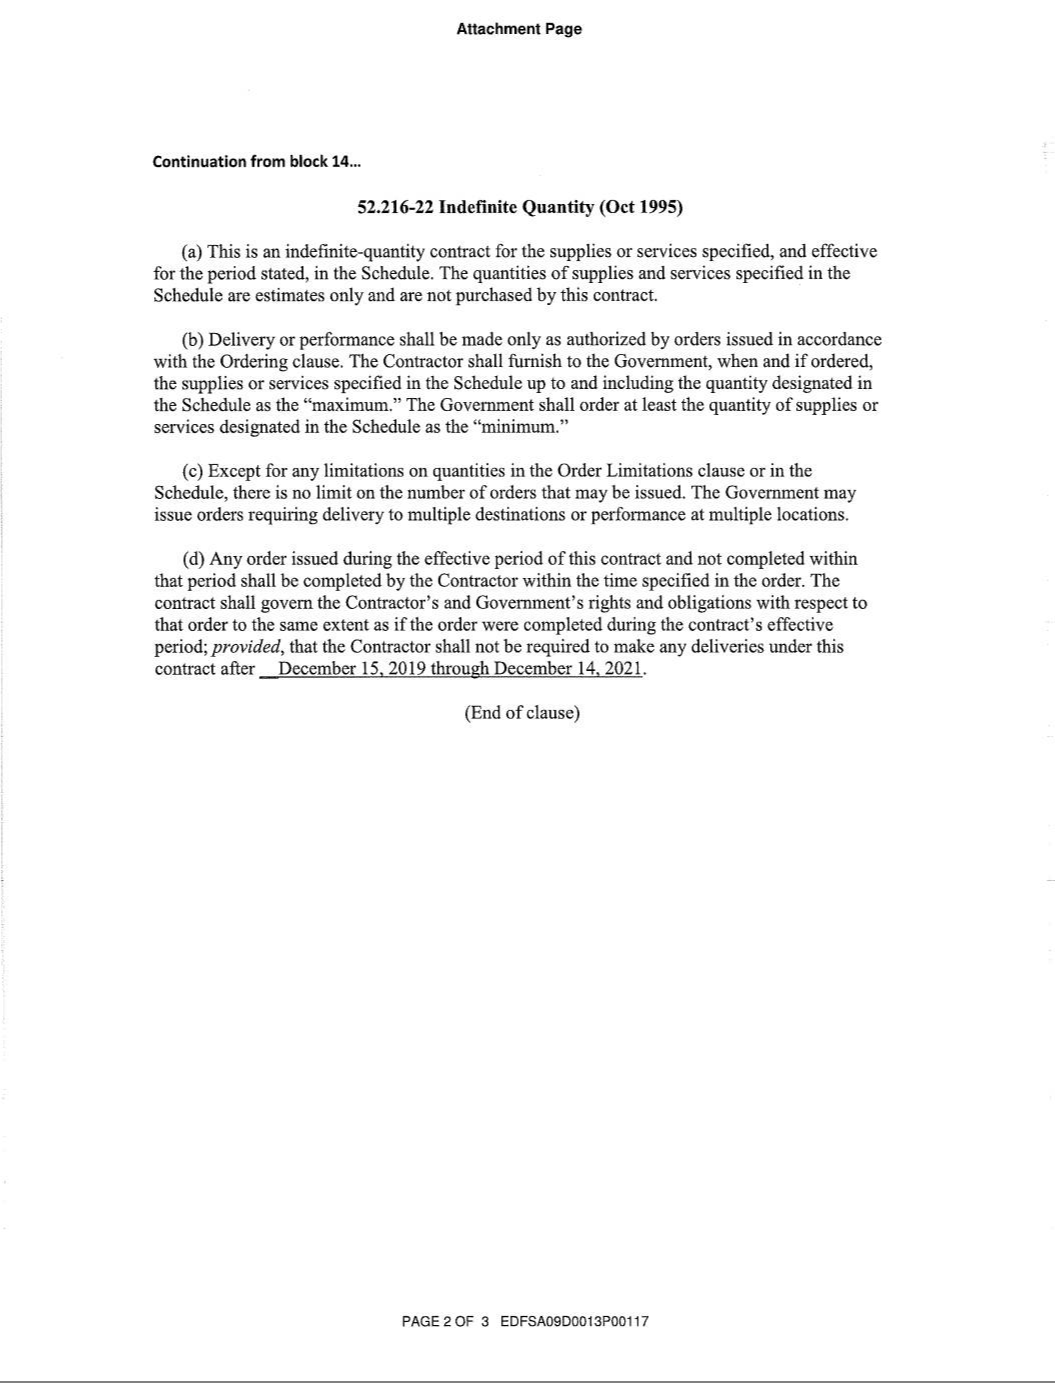 Attachment Page
Continuation from block 14...
52.216-22 Indefinite Quantity (Oct 1995)
(a) This is an indefinite-quantity contract for the supplies or services specified, and effective
for the period stated, in the Schedule. The quantities of supplies and services specified in the
Schedule are estimates only and are not purchased by this contract.
(b) Delivery or performance shall be made only as authorized by orders issued in accordance
with the Ordering clause. The Contractor shall furnish to the Government, when and if ordered,
the supplies or services specified in the Schedule up to and including the quantity designated in
the Schedule as the “maximum.” The Government shall order at least the quantity of supplies or
services designated in the Schedule as the “minimum.”
(c) Except for any limitations on quantities in the Order Limitations clause or in the
Schedule, there is no limit on the number of orders that may be issued. The Government may
issue orders requiring delivery to multiple destinations or performance at multiple locations.
(d) Any order issued during the effective period of this contract and not completed within
that period shall be completed by the Contractor within the time specified in the order. The
contract shall govern the Contractor’s and Government’s rights and obligations with respect to
that order to the same extent as if the order were completed during the contract’s effective
period; provided, that the Contractor shall not be required to make any deliveries under this
contract after __December 15, 2019 through December 14, 2021.
(End of clause)
PAGE 2 OF 3 EDFSA09D0013P00117